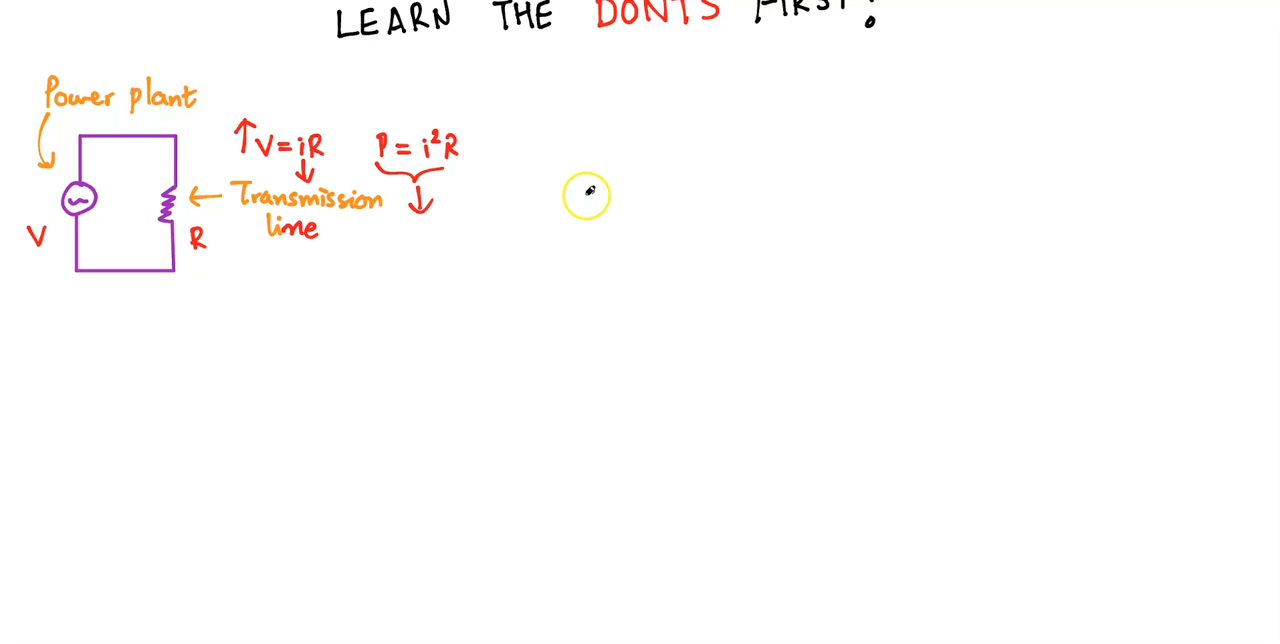 LEARN THE DONTS FIRST!
Power plant
↑V = iR
P = i²R
Transmission
line
V
R